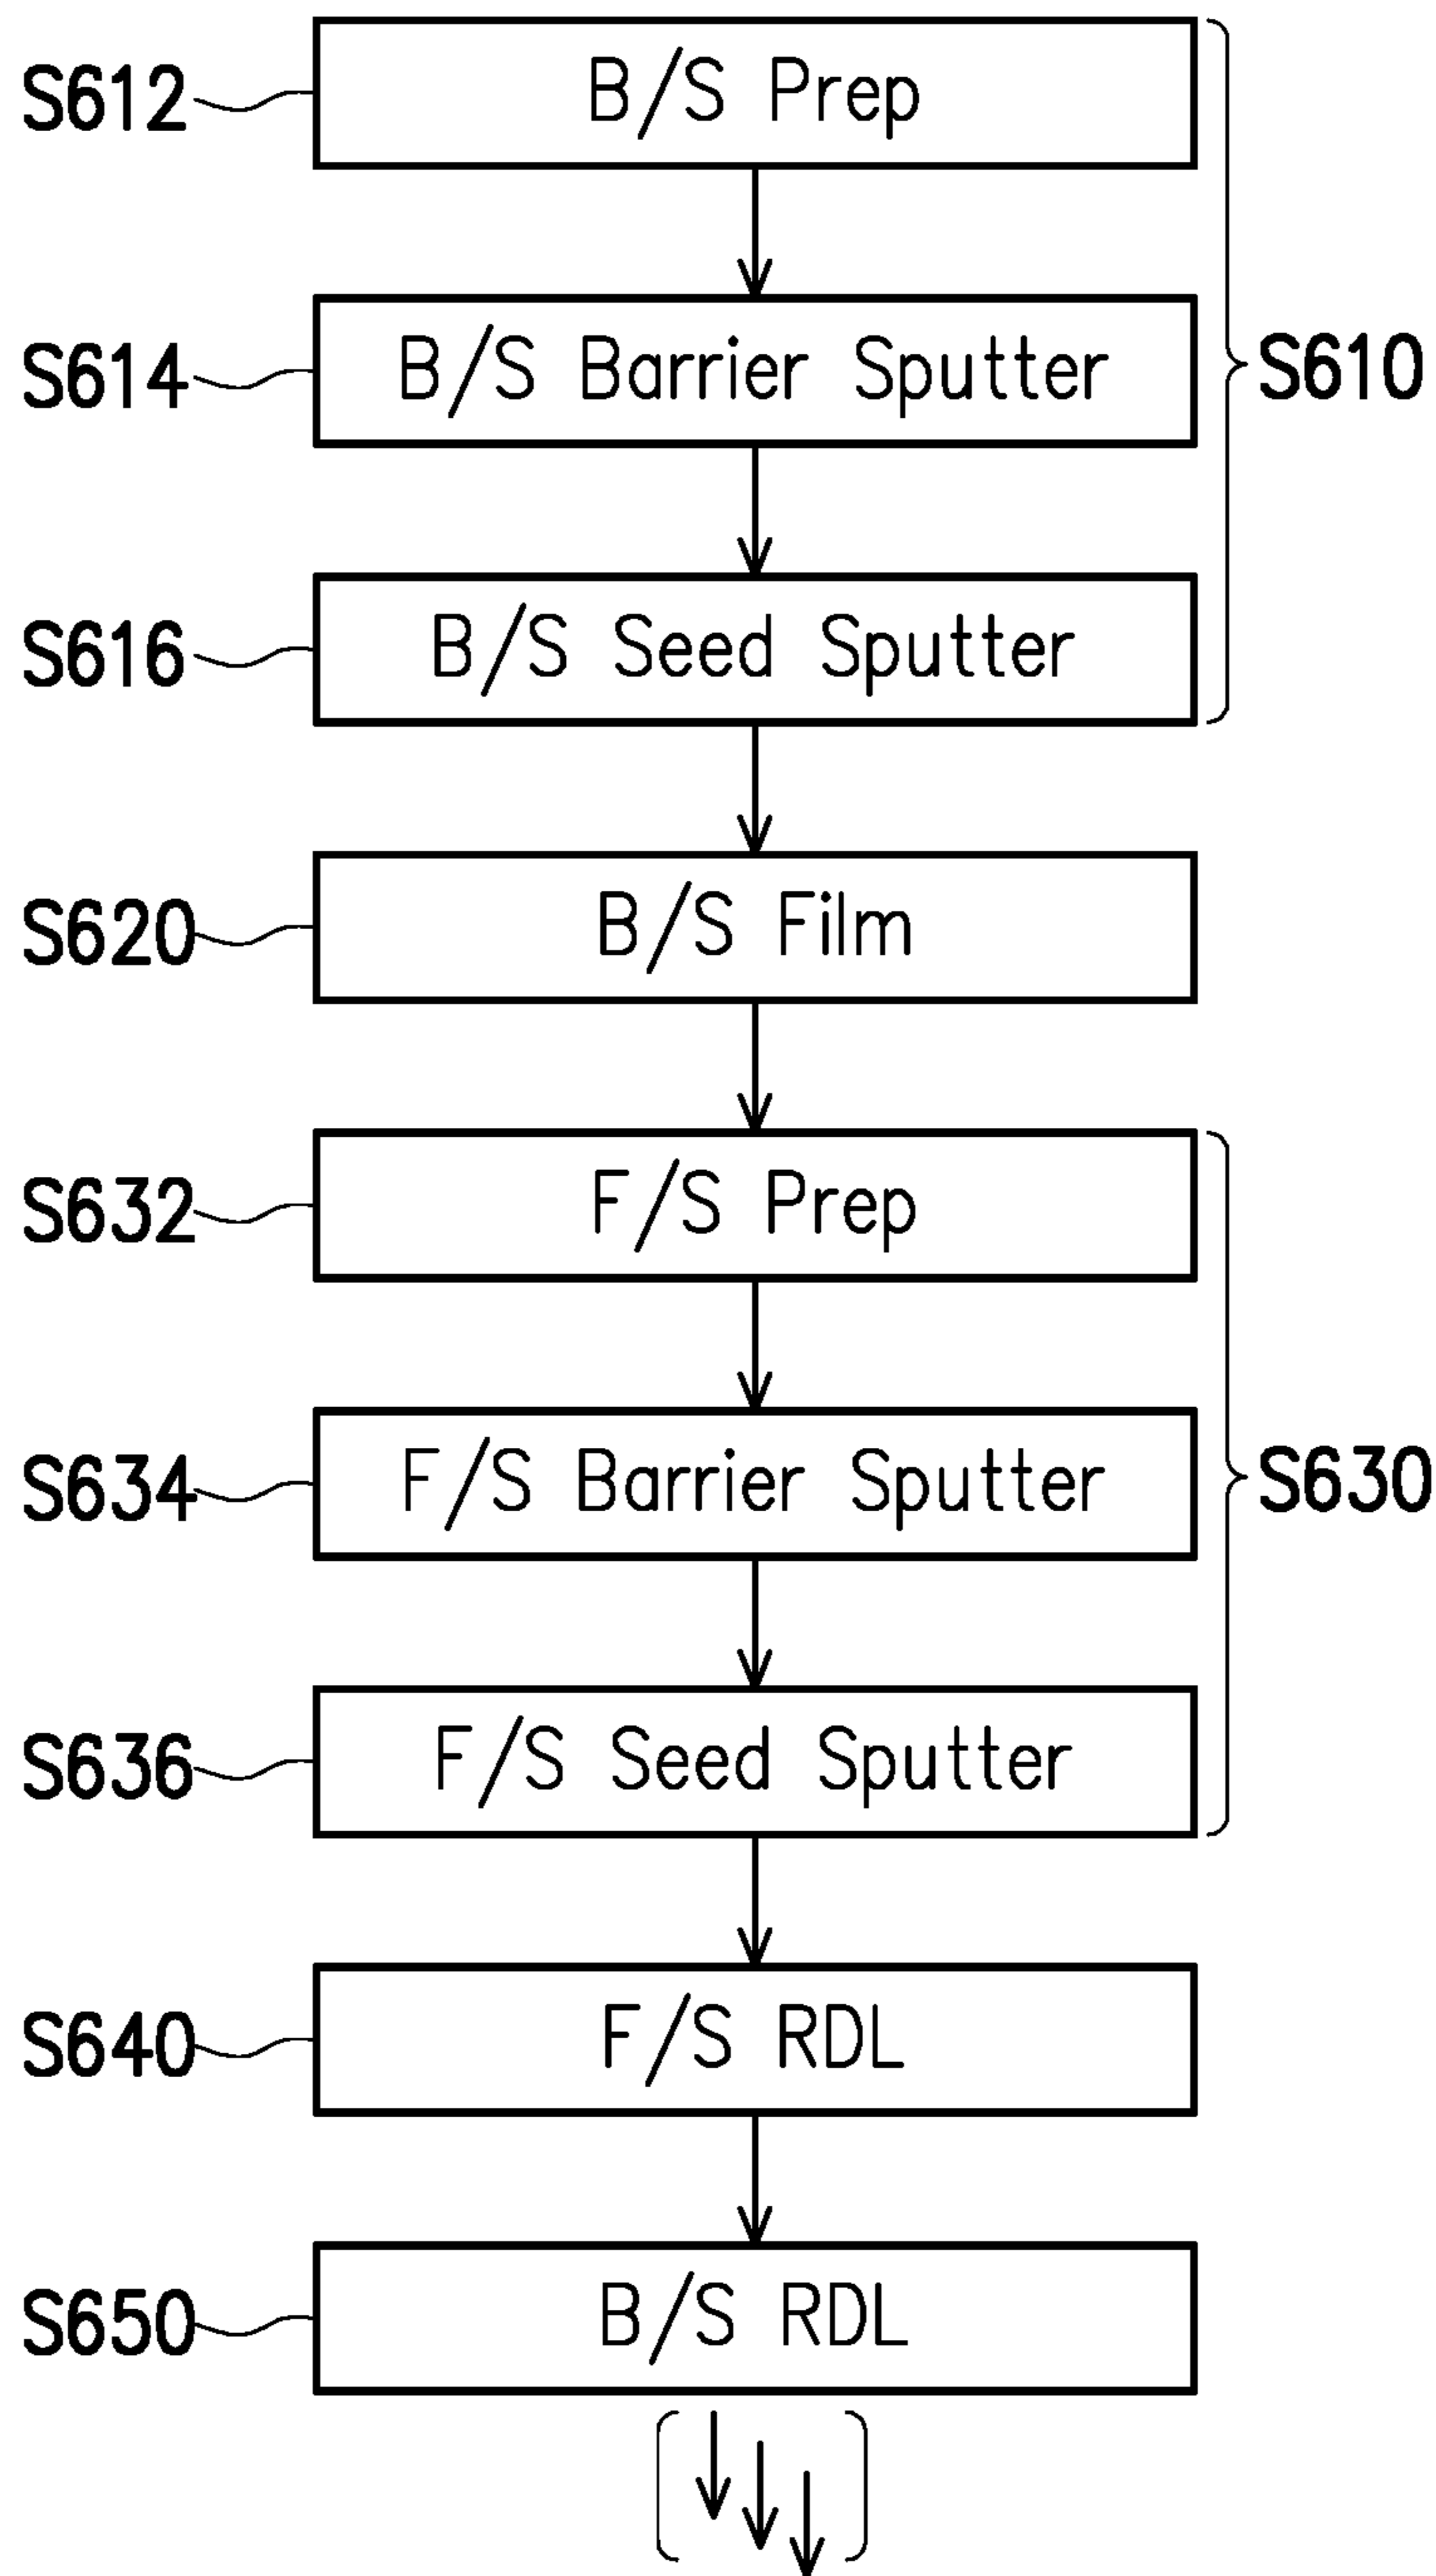 S612 B/S Prep
S614 B/S Barrier Sputter S610
S616 B/S Seed Sputter
S620 B/S Film
S632 F/S Prep
S634 F/S Barrier Sputter S630
S636 F/S Seed Sputter
S640 F/S RDL
S650 B/S RDL